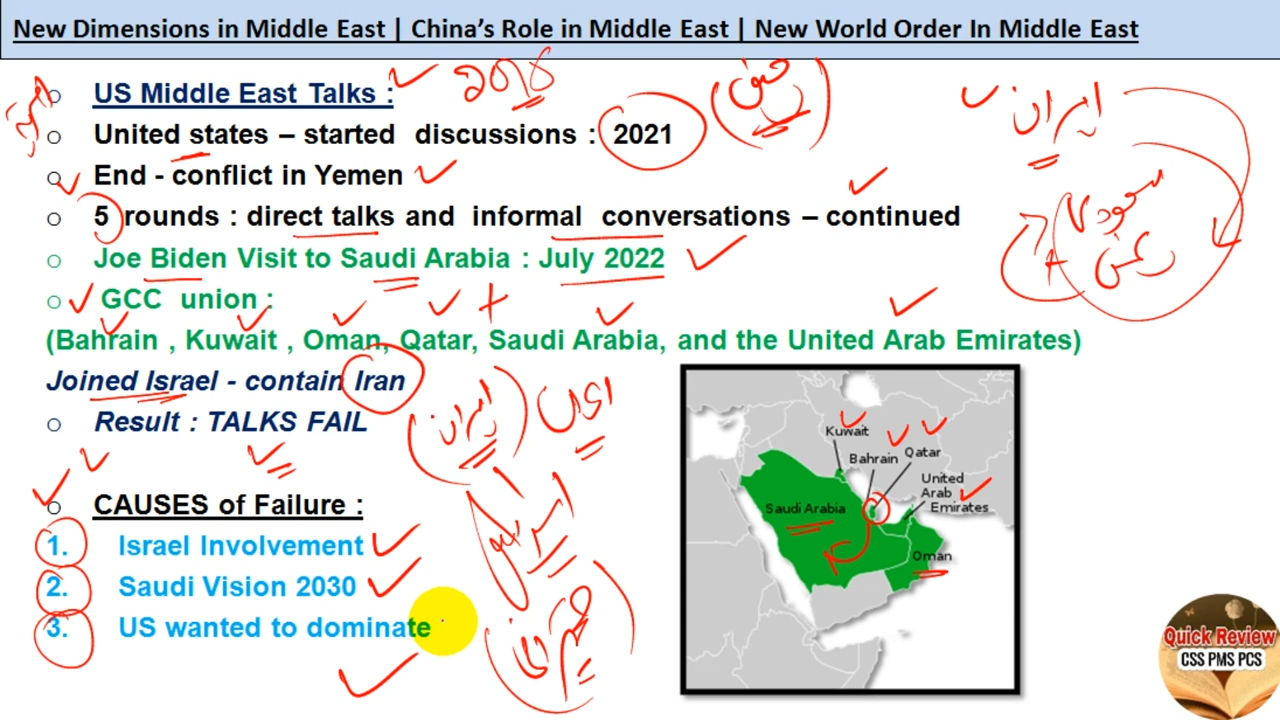 New Dimensions in Middle East | China's Role in Middle East | New World Order In Middle East
US Middle East Talks :
United states – started discussions : 2021
End - conflict in Yemen
5 rounds : direct talks and informal conversations – continued
Joe Biden Visit to Saudi Arabia : July 2022
GCC union :
(Bahrain , Kuwait , Oman, Qatar, Saudi Arabia, and the United Arab Emirates)
Joined Israel - contain Iran
Result : TALKS FAIL
CAUSES of Failure :
1. Israel Involvement
2. Saudi Vision 2030
3. US wanted to dominate
ایران
سعودی
ایران
Kuwait
Bahrain
Qatar
United
Arab
Emirates
Saudi Arabia
Oman
Quick Review
CSS PMS PCS